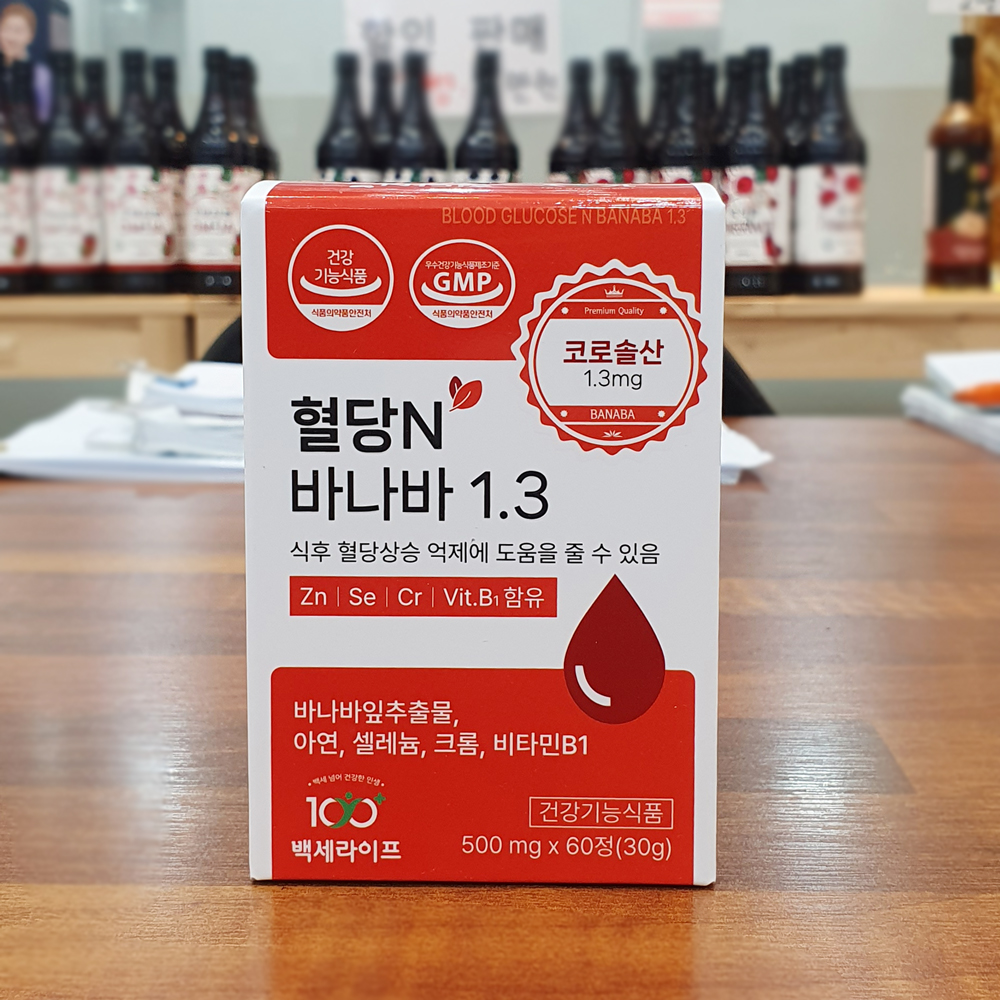 할인 판매
BLOOD GLUCOSE N BANABA 1.3
건강
기능식품
식품의약품안전처
우수건강기능식품제조기준
GMP
식품의약품안전처
Premium Quality
코로솔산
1.3mg
BANABA
혈당N
바나바 1.3
식후 혈당상승 억제에 도움을 줄 수 있음
Zn | Se | Cr | Vit.B₁ 함유
바나바잎추출물,
아연, 셀레늄, 크롬, 비타민B1
백세 넘어 건강한 인생
100+
백세라이프
건강기능식품
500 mg x 60정(30g)